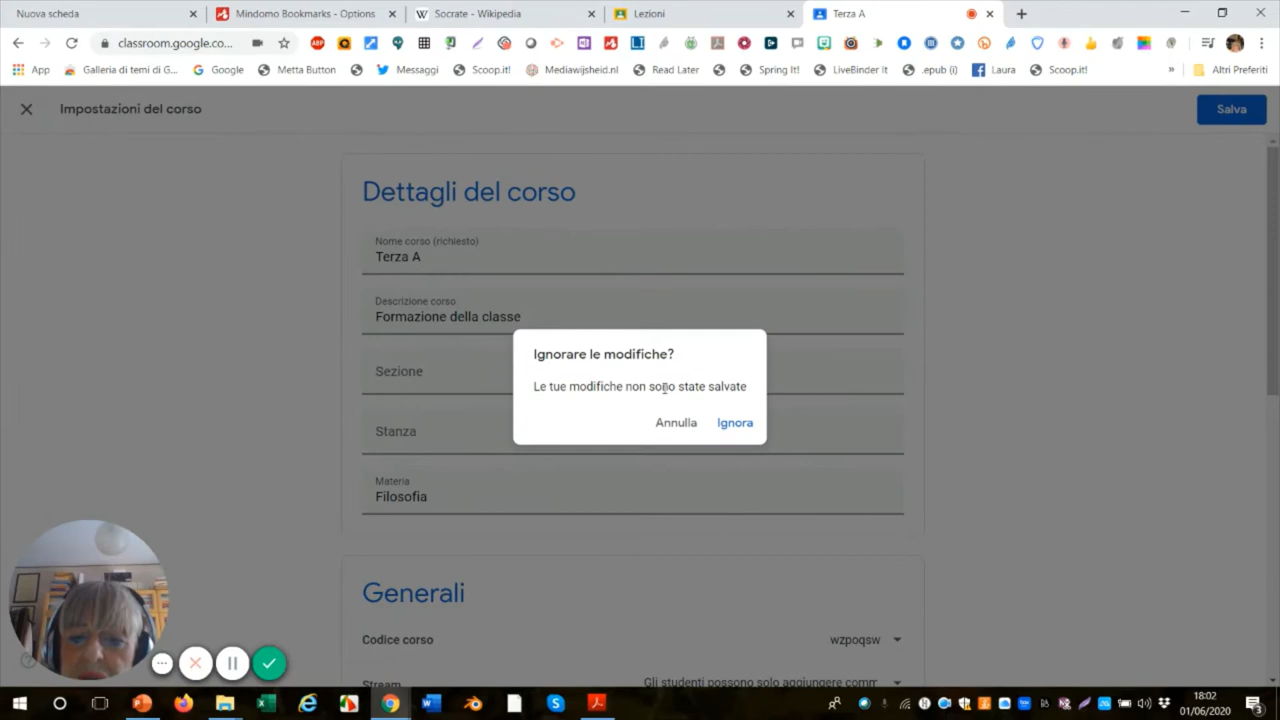 Nuova scheda
Mindomo Bookmarks - Options
Socrate - Wikipedia
Lezioni
Terza A
classroom.google.co...
App
Galleria di temi di G...
Google
Metta Button
Messaggi
Scoop.it!
Mediawijsheid.nl
Read Later
Spring It!
LiveBinder It
.epub (i)
Laura
Scoop.it!
»
Altri Preferiti
Impostazioni del corso
Salva
Dettagli del corso
Nome corso (richiesto)
Terza A
Descrizione corso
Formazione della classe
Sezione
Stanza
Materia
Filosofia
Ignorare le modifiche?
Le tue modifiche non sono state salvate
Annulla
Ignora
Generali
Codice corso
wzpoqsw
Stream
Gli studenti possono solo aggiungere comm
18:02
01/06/2020